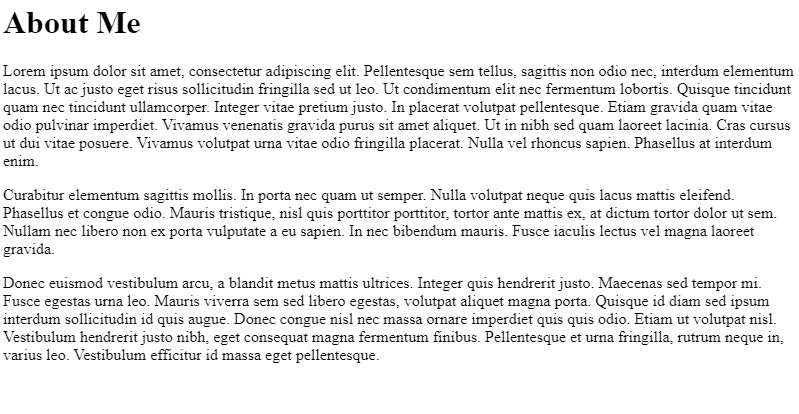 About Me
Lorem ipsum dolor sit amet, consectetur adipiscing elit. Pellentesque sem tellus, sagittis non odio nec, interdum elementum
lacus. Ut ac justo eget risus sollicitudin fringilla sed ut leo. Ut condimentum elit nec fermentum lobortis. Quisque tincidunt
quam nec tincidunt ullamcorper. Integer vitae pretium justo. In placerat volutpat pellentesque. Etiam gravida quam vitae
odio pulvinar imperdiet. Vivamus venenatis gravida purus sit amet aliquet. Ut in nibh sed quam laoreet lacinia. Cras cursus
ut dui vitae posuere. Vivamus volutpat urna vitae odio fringilla placerat. Nulla vel rhoncus sapien. Phasellus at interdum
enim.
Curabitur elementum sagittis mollis. In porta nec quam ut semper. Nulla volutpat neque quis lacus mattis eleifend.
Phasellus et congue odio. Mauris tristique, nisl quis porttitor porttitor, tortor ante mattis ex, at dictum tortor dolor ut sem.
Nullam nec libero non ex porta vulputate a eu sapien. In nec bibendum mauris. Fusce iaculis lectus vel magna laoreet
gravida.
Donec euismod vestibulum arcu, a blandit metus mattis ultrices. Integer quis hendrerit justo. Maecenas sed tempor mi.
Fusce egestas urna leo. Mauris viverra sem sed libero egestas, volutpat aliquet magna porta. Quisque id diam sed ipsum
interdum sollicitudin id quis augue. Donec congue nisl nec massa ornare imperdiet quis quis odio. Etiam ut volutpat nisl.
Vestibulum hendrerit justo nibh, eget consequat magna fermentum finibus. Pellentesque et urna fringilla, rutrum neque in,
varius leo. Vestibulum efficitur id massa eget pellentesque.